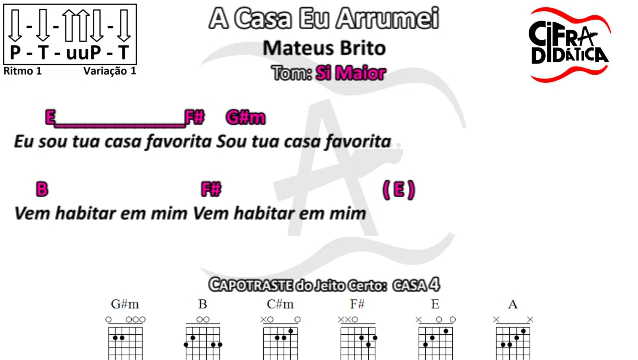 A Casa Eu Arrumei
Mateus Brito
Tom: Si Maior
P - T - uuP - T
Ritmo 1 Variação 1
CiFRA
DIDÁTICA
E______________F# G#m
Eu sou tua casa favorita Sou tua casa favorita
B F# ( E )
Vem habitar em mim Vem habitar em mim
CAPOTRASTE do Jeito Certo: CASA 4
G#m B C#m F# E A